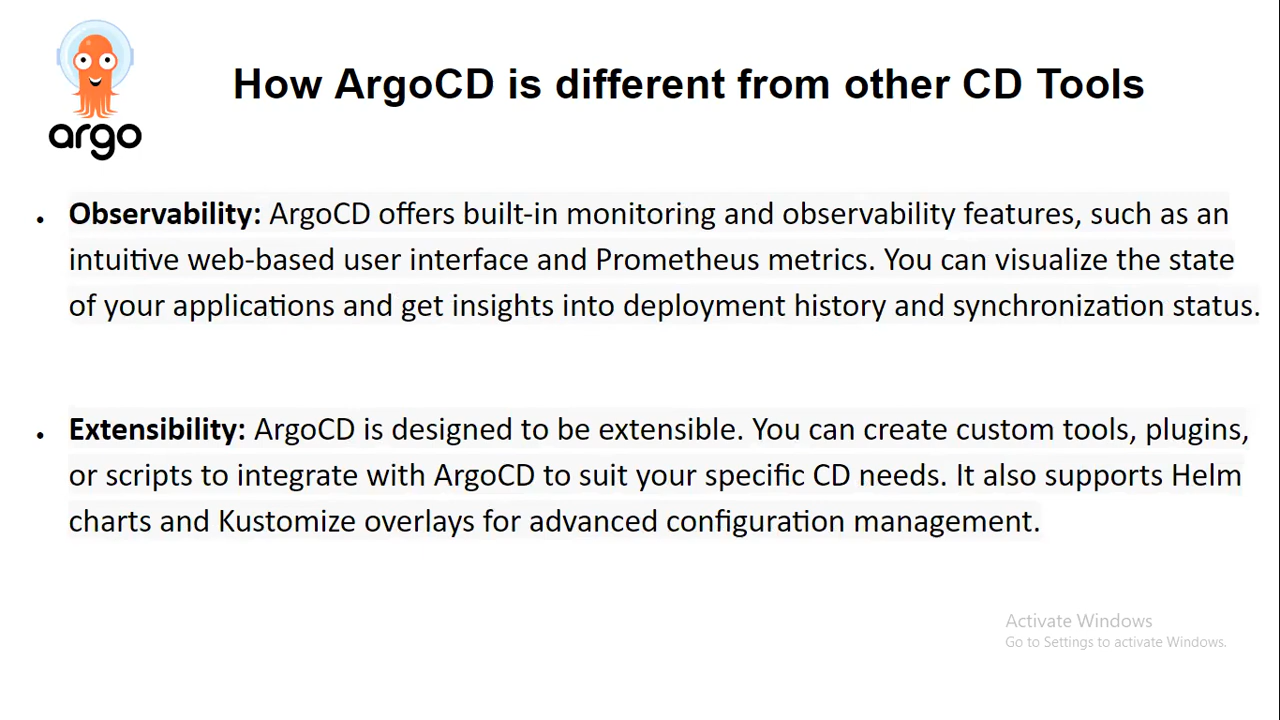 argo
How ArgoCD is different from other CD Tools
• Observability: ArgoCD offers built-in monitoring and observability features, such as an
intuitive web-based user interface and Prometheus metrics. You can visualize the state
of your applications and get insights into deployment history and synchronization status.
• Extensibility: ArgoCD is designed to be extensible. You can create custom tools, plugins,
or scripts to integrate with ArgoCD to suit your specific CD needs. It also supports Helm
charts and Kustomize overlays for advanced configuration management.
Activate Windows
Go to Settings to activate Windows.